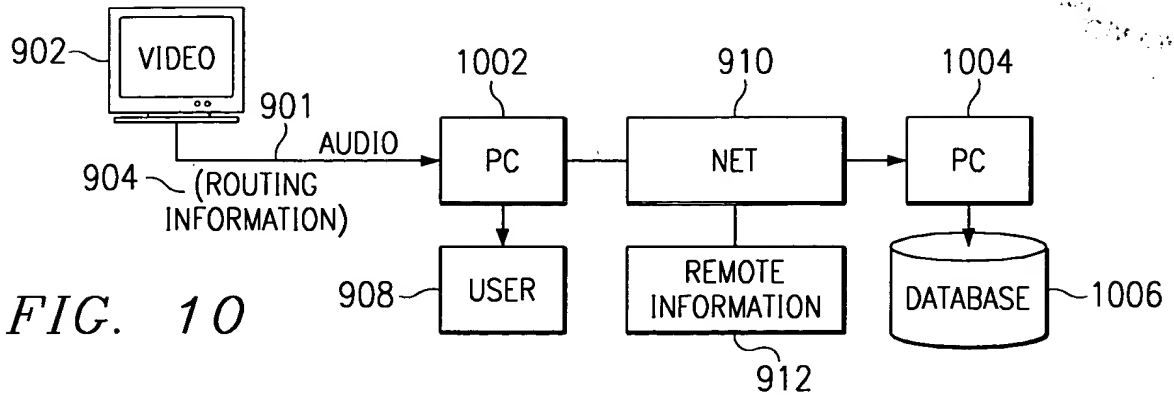 902
VIDEO
901
AUDIO
904
(ROUTING
INFORMATION)
1002
PC
910
NET
1004
PC
908
USER
REMOTE
INFORMATION
912
DATABASE
1006
FIG. 10